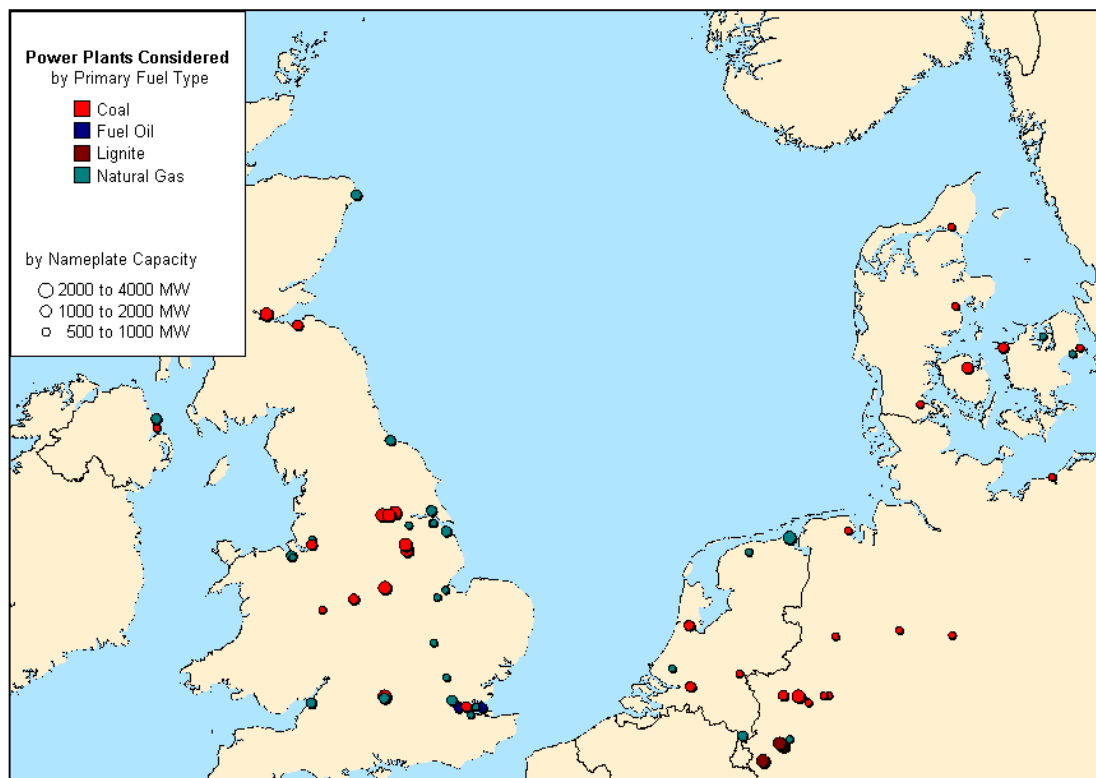 Power Plants Considered
by Primary Fuel Type
Coal
Fuel Oil
Lignite
Natural Gas
by Nameplate Capacity
2000 to 4000 MW
1000 to 2000 MW
500 to 1000 MW